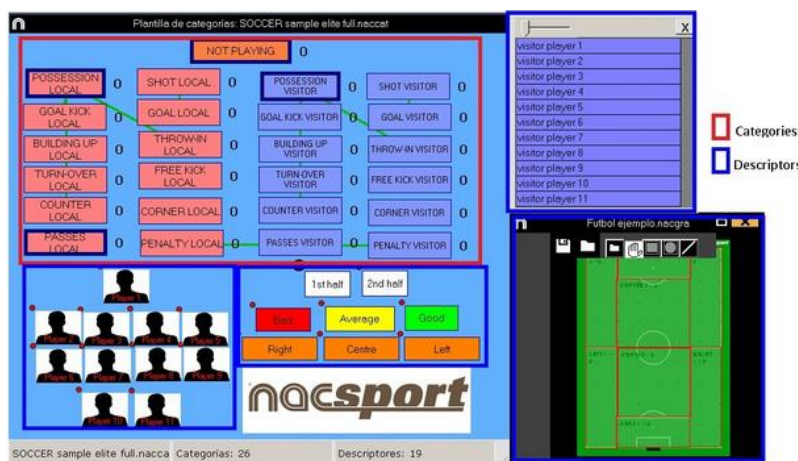 Plantilla de categorías: SOCCER sample elite full.naccat
NOT PLAYING 0
POSSESSION LOCAL 0 SHOT LOCAL 0 POSSESSION VISITOR 0 SHOT VISITOR 0
GOAL KICK LOCAL 0 GOAL LOCAL 0 GOAL KICK VISITOR 0 GOAL VISITOR 0
BUILDING UP LOCAL 0 THROW-IN LOCAL 0 BUILDING UP VISITOR 0 THROW-IN VISITOR 0
TURN-OVER LOCAL 0 FREE KICK LOCAL 0 TURN-OVER VISITOR 0 FREE KICK VISITOR 0
COUNTER LOCAL 0 CORNER LOCAL 0 COUNTER VISITOR 0 CORNER VISITOR 0
PASSES LOCAL 0 PENALTY LOCAL 0 PASSES VISITOR 0 PENALTY VISITOR 0
Player 1
Player 2 Player 3 Player 4 Player 5
Player 6 Player 7 Player 8 Player 9
Player 10 Player 11
1st half 2nd half
Bad Average Good
Right Centre Left
nacsport
SOCCER sample elite full.nacca Categorias: 26 Descriptores: 19
X
visitor player 1
visitor player 2
visitor player 3
visitor player 4
visitor player 5
visitor player 6
visitor player 7
visitor player 8
visitor player 9
visitor player 10
visitor player 11
Categories
Descriptors
Futbol ejemplo.nacgra